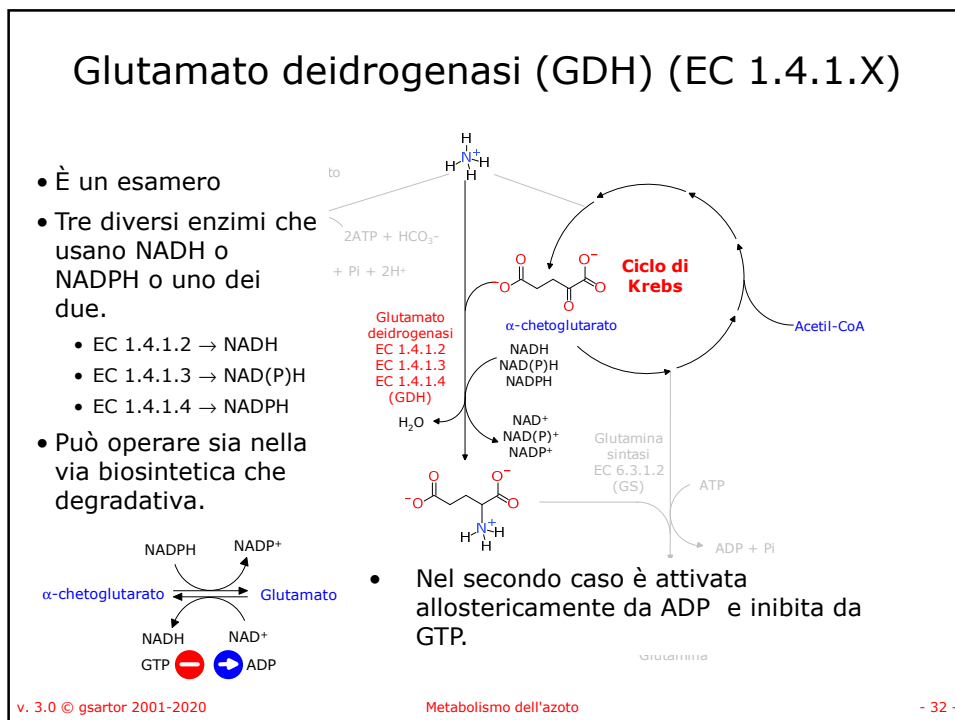 Glutamato deidrogenasi (GDH) (EC 1.4.1.X)
• È un esamero
• Tre diversi enzimi che
usano NADH o
NADPH o uno dei
due.
• EC 1.4.1.2 → NADH
• EC 1.4.1.3 → NAD(P)H
• EC 1.4.1.4 → NADPH
• Può operare sia nella
via biosintetica che
degradativa.
NADPH NADP+
α-chetoglutarato Glutamato
NADH NAD+
GTP ADP
H
H N+ H
H
to
2ATP + HCO₃-
+ Pi + 2H+
O O−
O O
O
Ciclo di
Krebs
α-chetoglutarato
Acetil-CoA
Glutamato
deidrogenasi
EC 1.4.1.2
EC 1.4.1.3
EC 1.4.1.4
(GDH)
NADH
NAD(P)H
NADPH
H₂O
NAD+
NAD(P)+
NADP+
Glutamina
sintasi
EC 6.3.1.2
(GS)
ATP
ADP + Pi
O O−
−O O
H N+ H
H
• Nel secondo caso è attivata
allostericamente da ADP e inibita da
GTP.
Glutamina
v. 3.0 © gsartor 2001-2020
Metabolismo dell'azoto
- 32 -